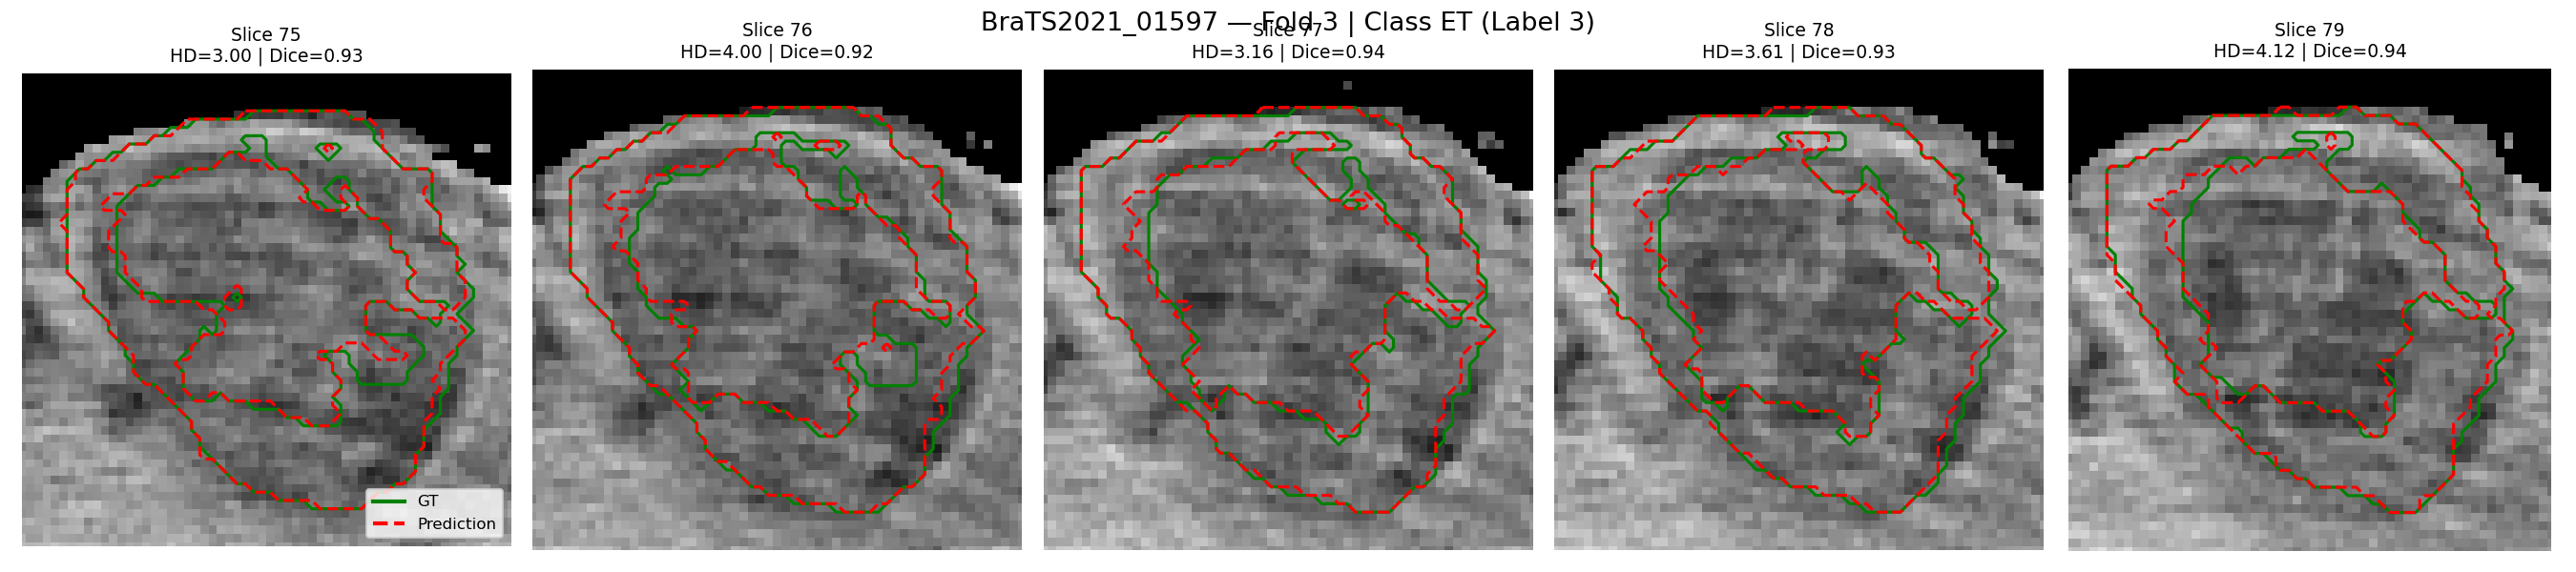 BraTS2021_01597 — Fold 3 | Class ET (Label 3)
Slice 75
HD=3.00 | Dice=0.93
Slice 76
HD=4.00 | Dice=0.92
Slice 77
HD=3.16 | Dice=0.94
Slice 78
HD=3.61 | Dice=0.93
Slice 79
HD=4.12 | Dice=0.94
GT
Prediction